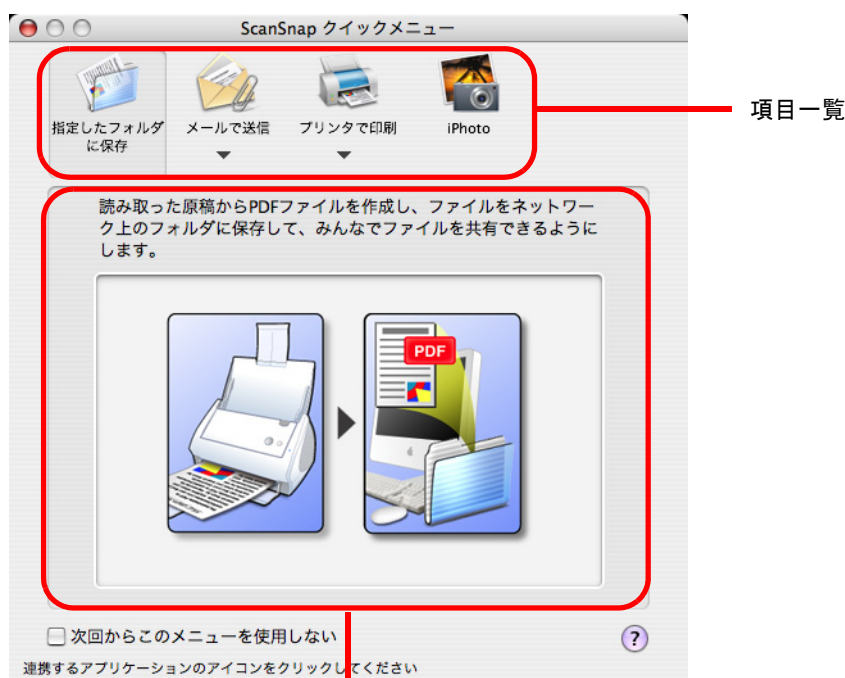 ScanSnap クイックメニュー
指定したフォルダ
に保存
メールで送信
プリンタで印刷
iPhoto
項目一覧
読み取った原稿からPDFファイルを作成し、ファイルをネットワー
ク上のフォルダに保存して、みんなでファイルを共有できるように
します。
PDF
次回からこのメニューを使用しない
?
連携するアプリケーションのアイコンをクリックしてください